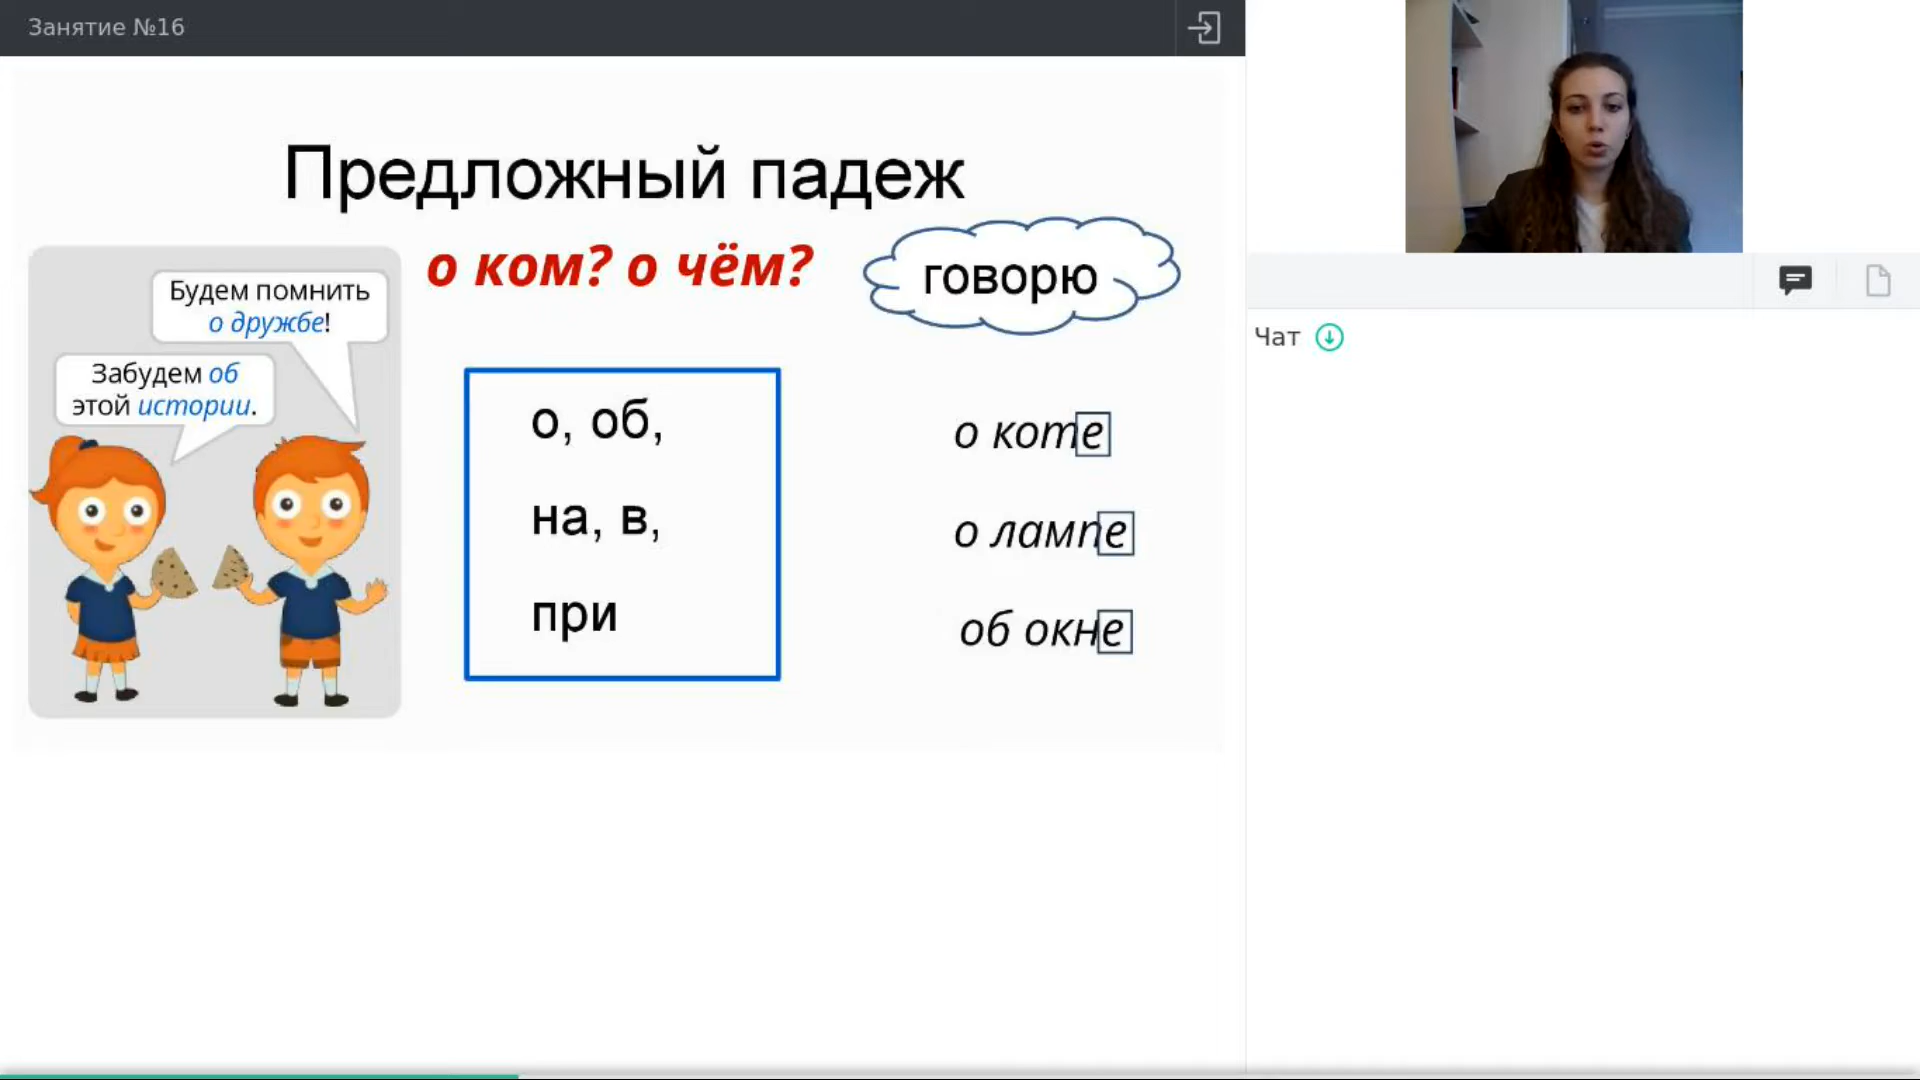 Занятие №16
Предложный падеж
о ком? о чём?
говорю
Будем помнить
о дружбе!
Забудем об
этой истории.
о, об,
на, в,
при
о коте
о лампе
об окне
Чат